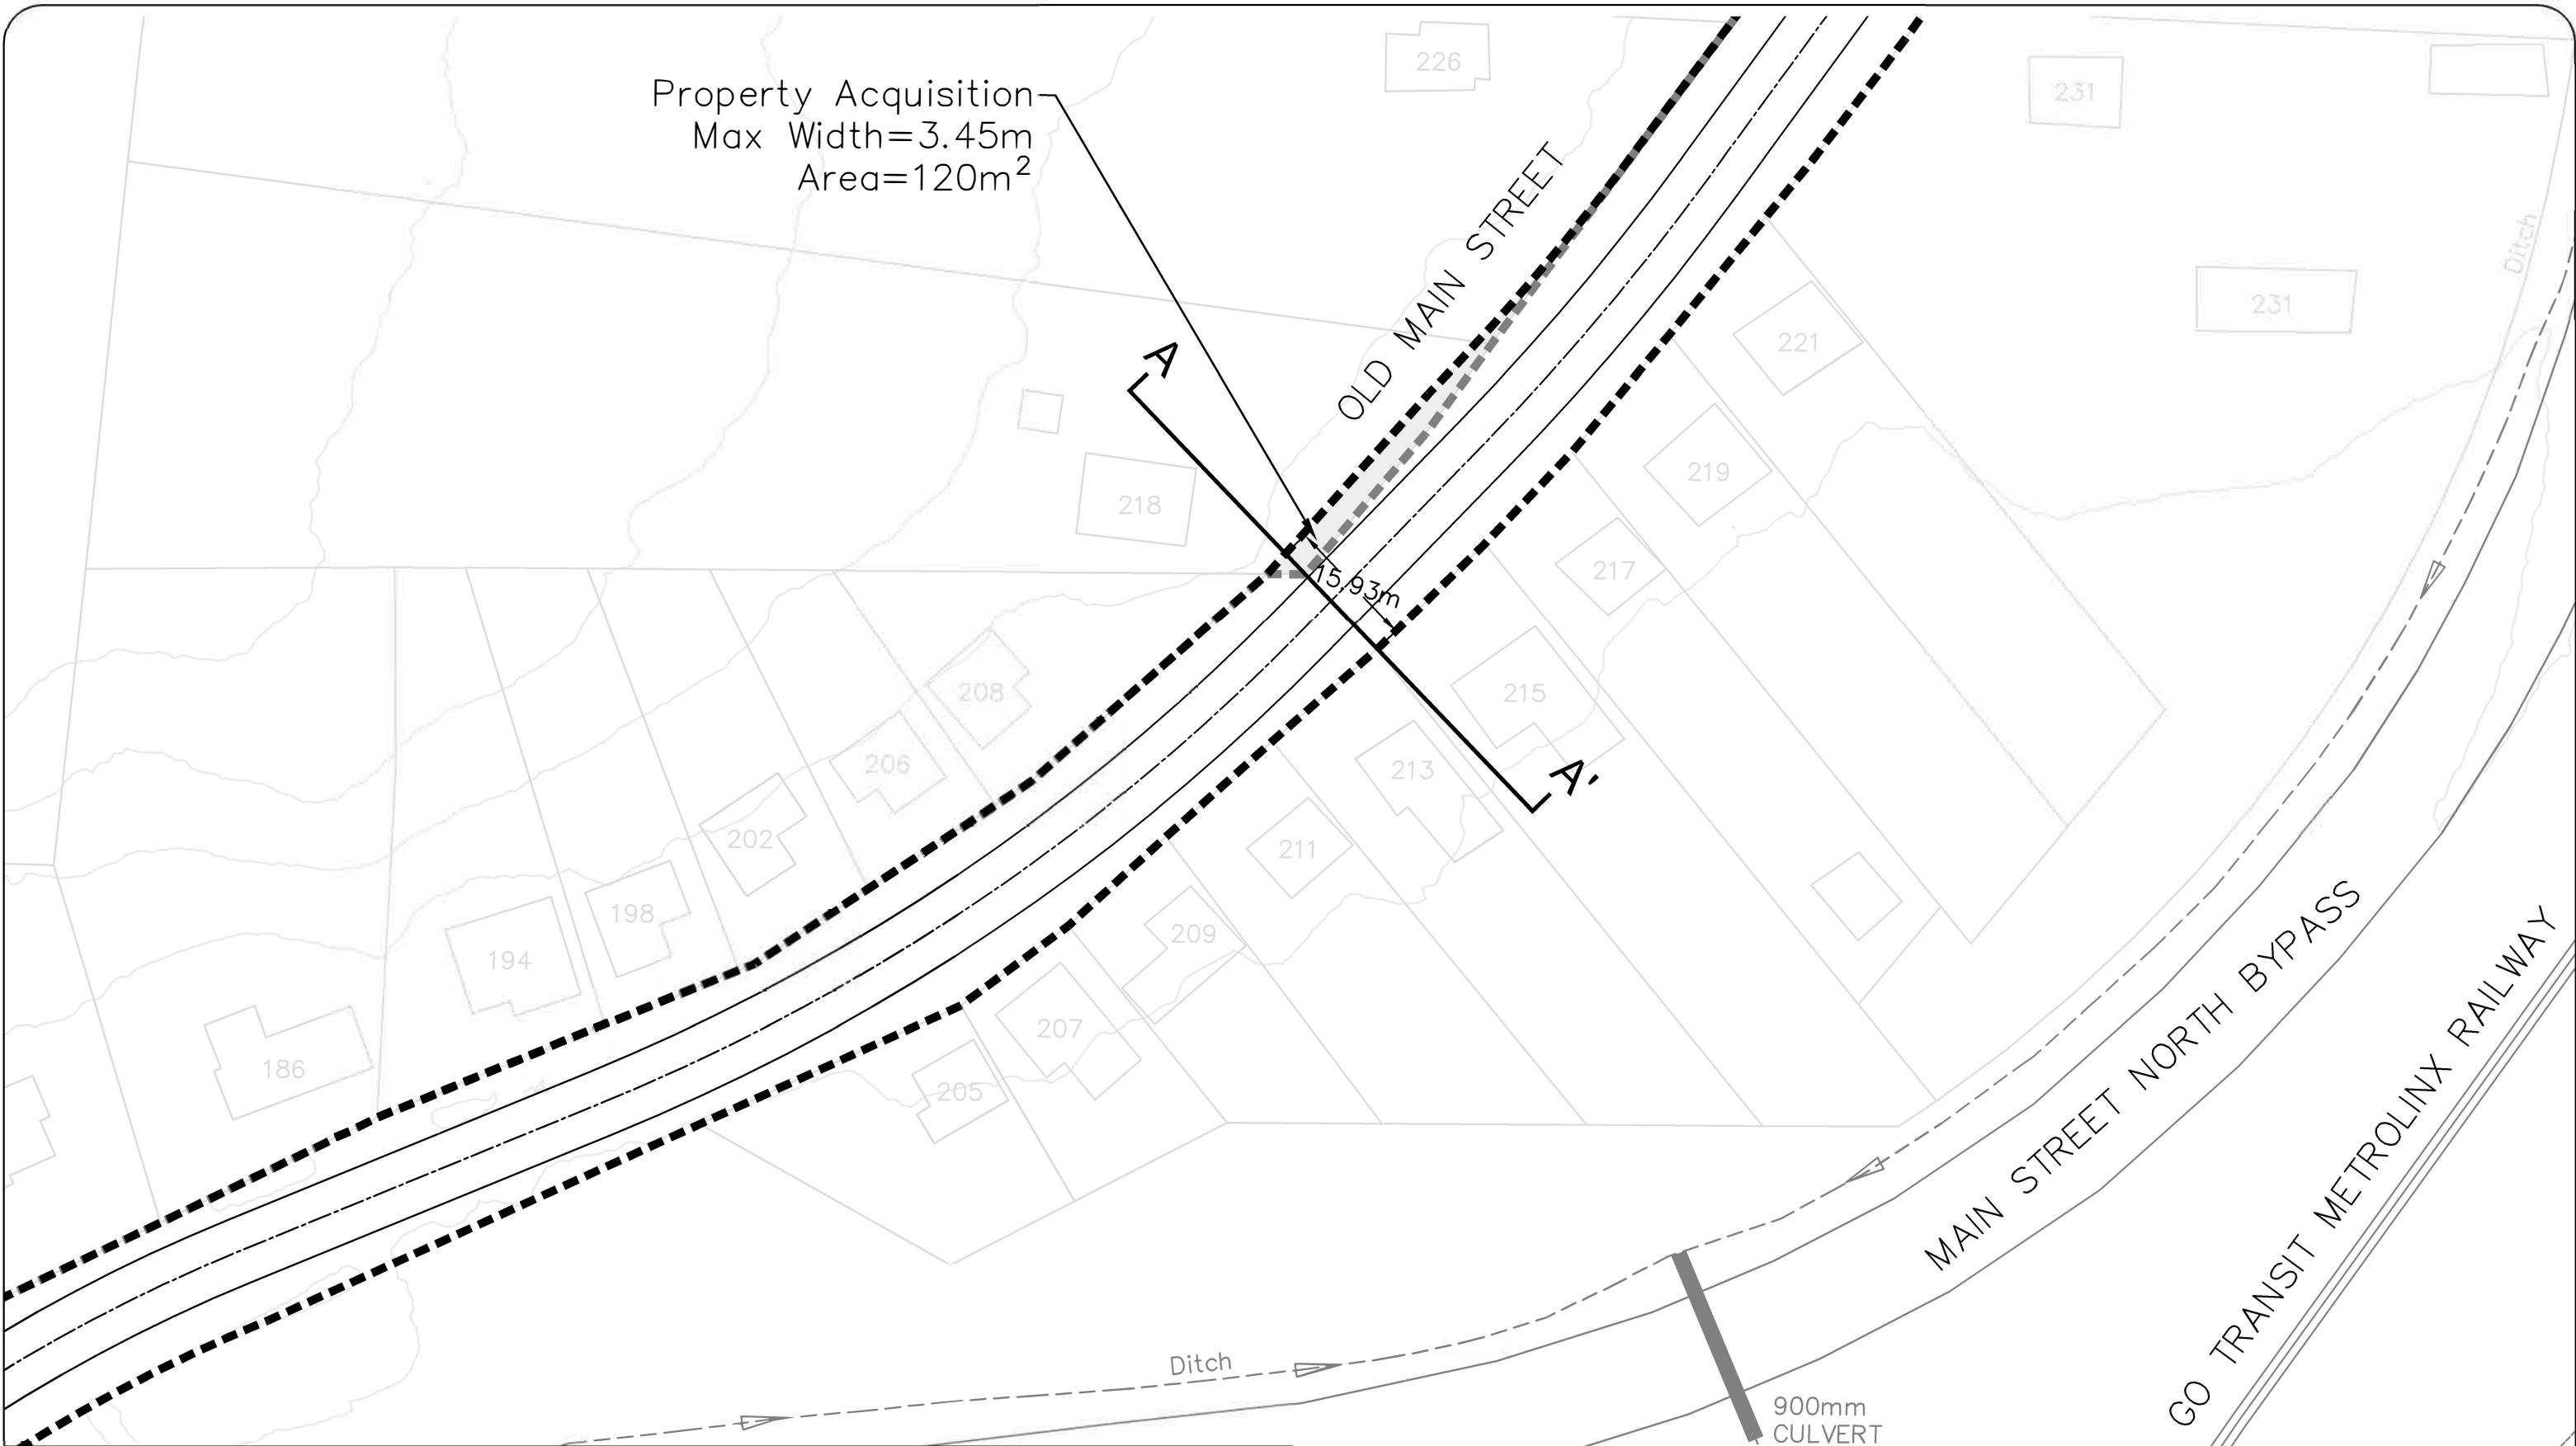 226
231
Property Acquisition
Max Width=3.45m
Area=120m²
OLD MAIN STREET
Ditch
231
221
A
219
218
217
15.93m
208
215
206
213
A'
202
211
198
209
194
207
186
205
MAIN STREET NORTH BYPASS
GO TRANSIT METROLINX RAILWAY
Ditch
900mm
CULVERT